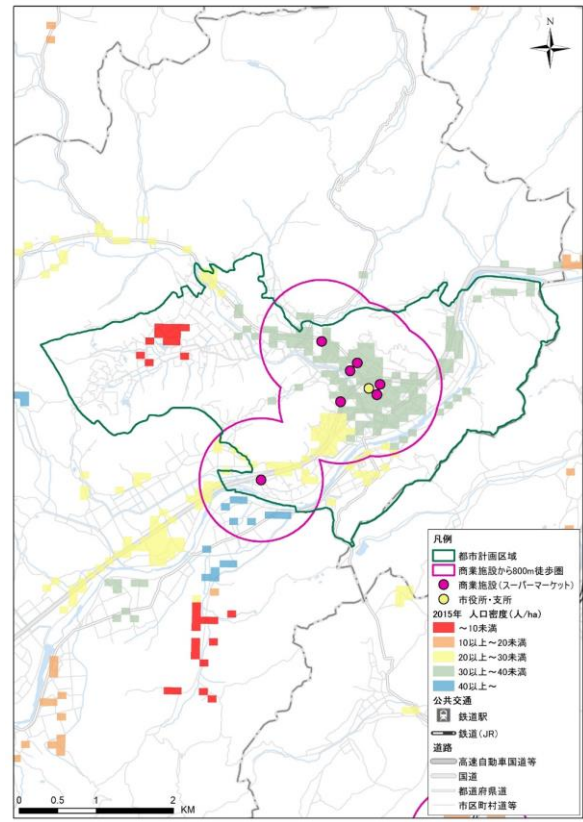 N
凡例
都市計画区域
商業施設から800m徒歩圏
商業施設(スーパーマーケット)
市役所・支所
2015年 人口密度(人/ha)
～10未満
10以上～20未満
20以上～30未満
30以上～40未満
40以上～
公共交通
鉄道駅
鉄道(JR)
道路
高速自動車国道等
国道
都道府県道
市区町村道等
0 0.5 1 2
KM